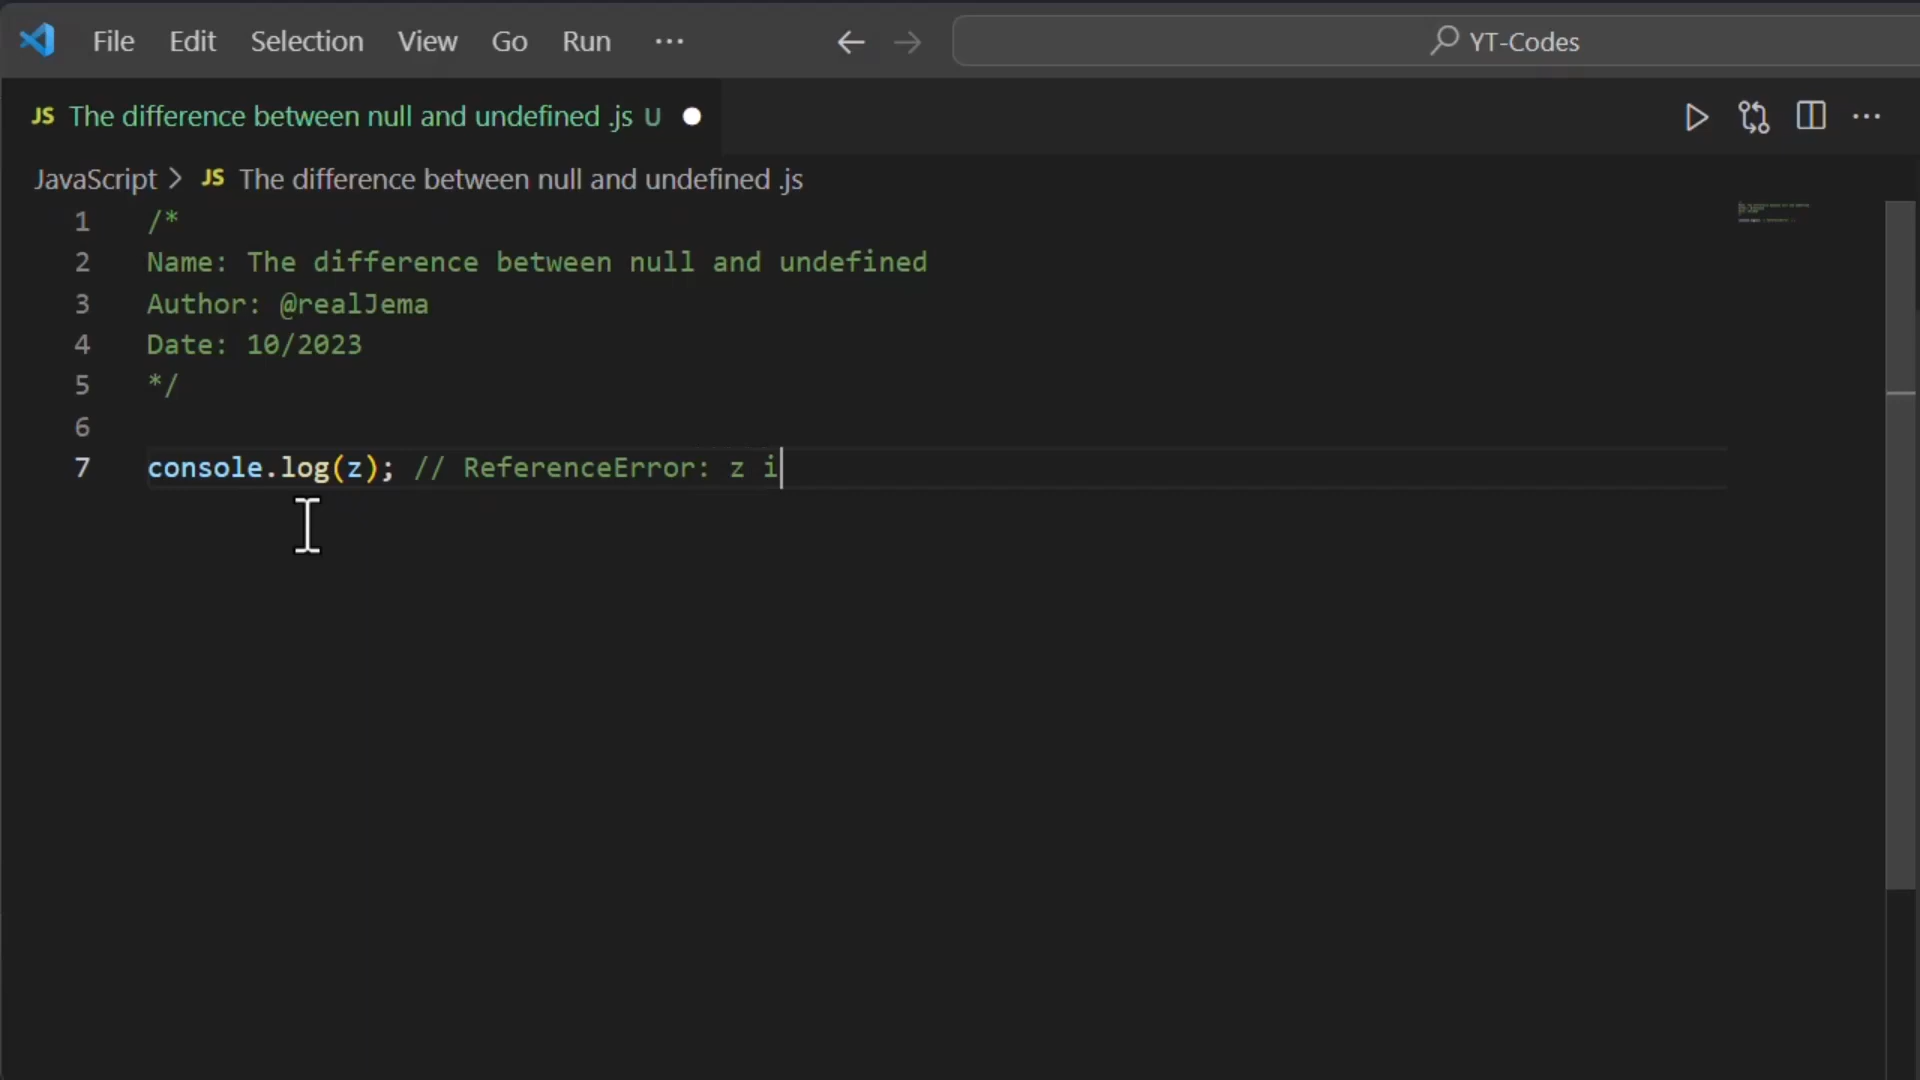 File Edit Selection View Go Run ··· YT-Codes
JS The difference between null and undefined .js U
JavaScript > JS The difference between null and undefined .js
1 /*
2 Name: The difference between null and undefined
3 Author: @realJema
4 Date: 10/2023
5 */
6
7 console.log(z); // ReferenceError: z i